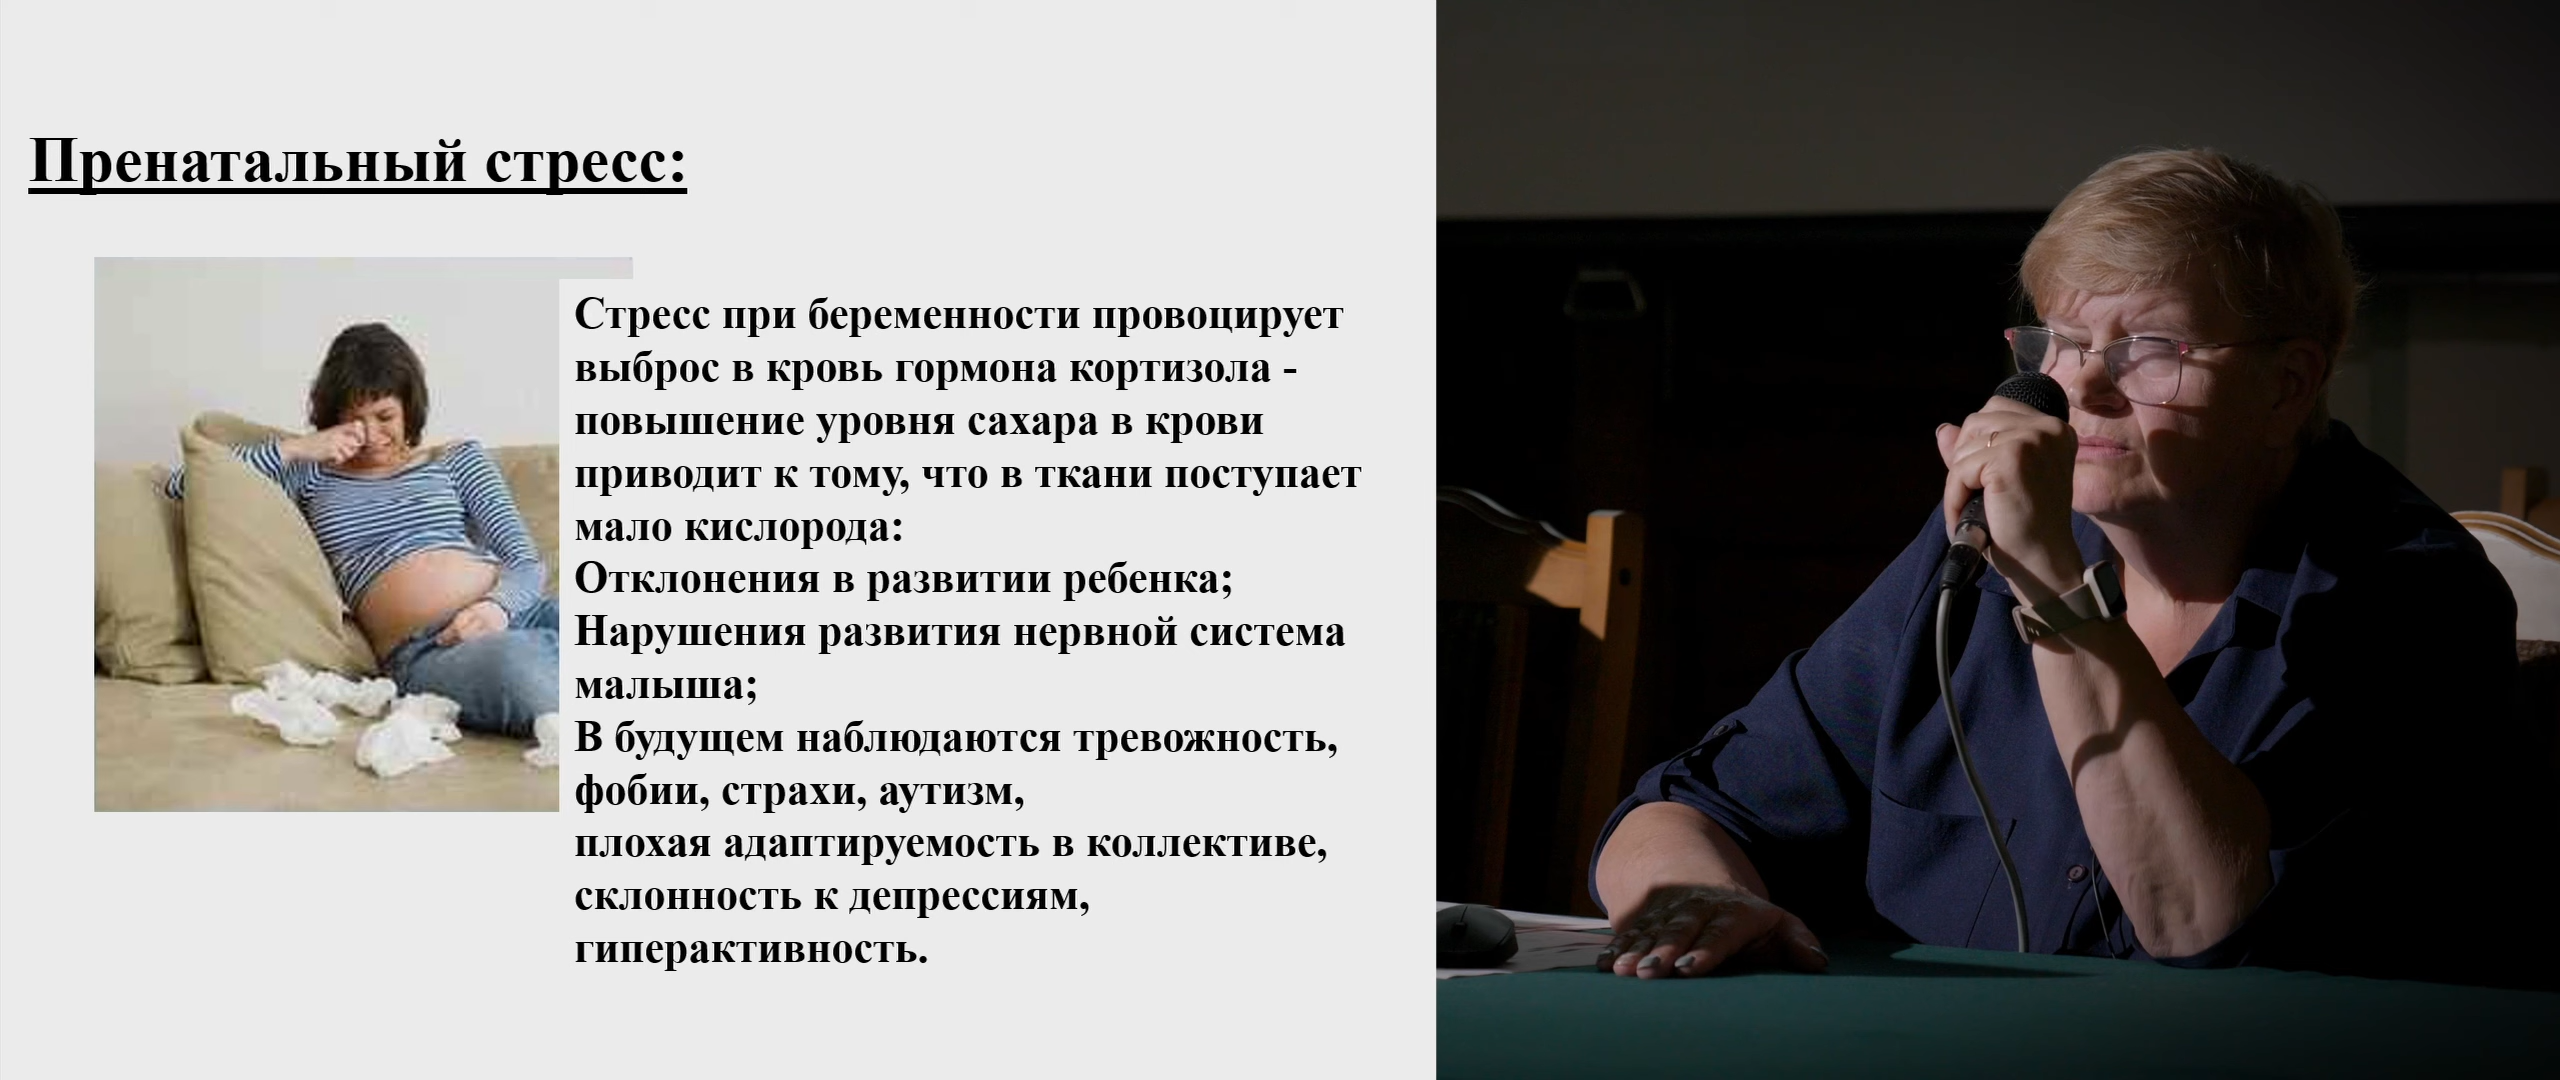 Пренатальный стресс:
Стресс при беременности провоцирует
выброс в кровь гормона кортизола -
повышение уровня сахара в крови
приводит к тому, что в ткани поступает
мало кислорода:
Отклонения в развитии ребенка;
Нарушения развития нервной система
малыша;
В будущем наблюдаются тревожность,
фобии, страхи, аутизм,
плохая адаптируемость в коллективе,
склонность к депрессиям,
гиперактивность.